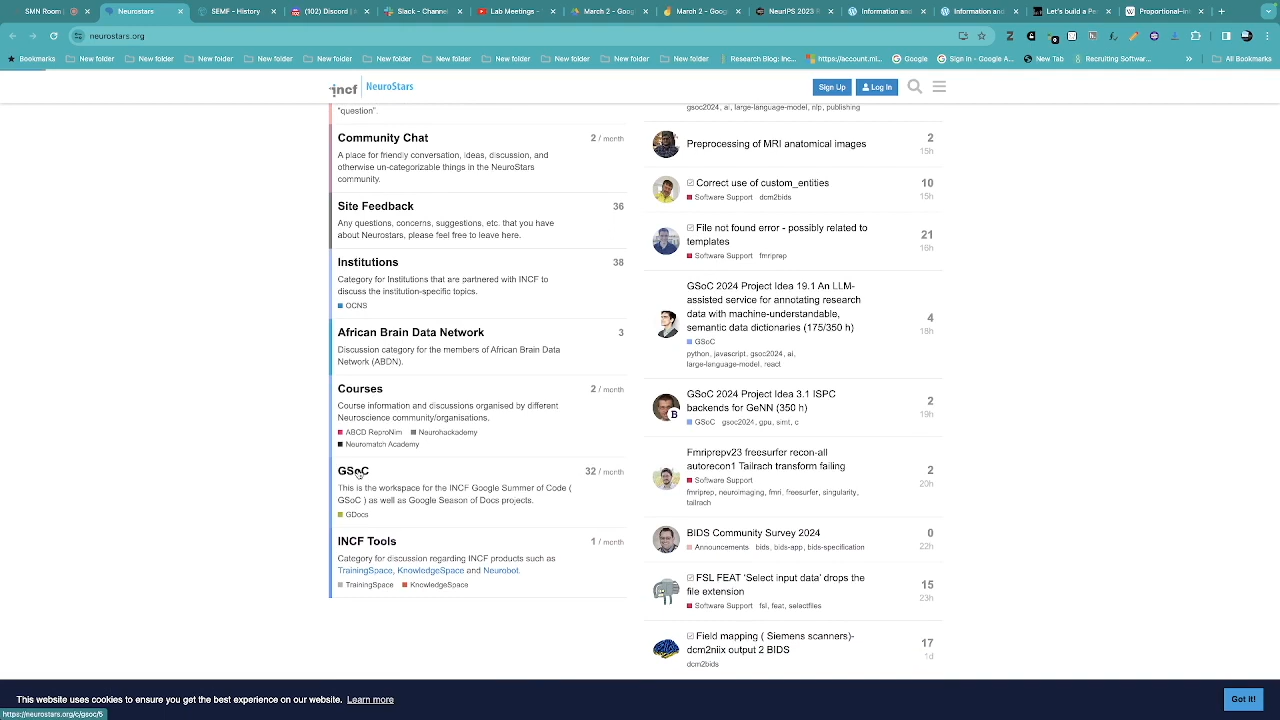 SMN Room
NeuroStars
SEMF - History
(102) Discord |
- Slack
Lab Meetings
March 2 - Goog
March 2 - Goog
NeurPS 2023
Information and
Information and
Let's build a
Proportional–int
neurostars.org
Bookmarks
New folder
New folder
New folder
New folder
New folder
New folder
New folder
New folder
New folder
New folder
Research Blog: Inc...
https://account.mi...
Google
Sign in - Google A...
New Tab
Recruiting Softwar...
All Bookmarks
incf NeuroStars
Sign Up
Log In
"question".
Community Chat
2 / month
A place for friendly conversation, ideas, discussion, and
otherwise un-categorizable things in the NeuroStars
community.
Site Feedback
36
Any questions, concerns, suggestions, etc. that you have
about Neurostars, please feel free to leave here.
Institutions
38
Category for Institutions that are partnered with INCF to
discuss the institution-specific topics.
OCNS
African Brain Data Network
3
Discussion category for the members of African Brain Data
Network (ABDN).
Courses
2 / month
Course information and discussions organised by different
Neuroscience community/organisations.
ABCD ReproNim
Neurohackademy
Neuromatch Academy
GSoC
32 / month
This is the workspace for the INCF Google Summer of Code (
GSoC ) as well as Google Season of Docs projects.
GDocs
INCF Tools
1 / month
Category for discussion regarding INCF products such as
TrainingSpace, KnowledgeSpace and Neurobot.
TrainingSpace
KnowledgeSpace
gsoc2024, ai, large-language-model, nlp, publishing
Preprocessing of MRI anatomical images
2
15h
Correct use of custom_entities
10
Software Support dcm2bids
15h
File not found error - possibly related to
templates
21
16h
Software Support fmriprep
GSoC 2024 Project Idea 19.1 An LLM-
assisted service for annotating research
data with machine-understandable,
semantic data dictionaries (175/350 h)
4
18h
GSoC
python, javascript, gsoc2024, ai,
large-language-model, react
GSoC 2024 Project Idea 3.1 ISPC
backends for GeNN (350 h)
2
19h
B
GSoC gsoc2024, gpu, simt, c
Fmriprepv23 freesurfer recon-all
autorecon1 Tailrach transform failing
2
20h
Software Support
fmriprep, neuroimaging, fmri, freesurfer, singularity,
tailrach
BIDS Community Survey 2024
0
Announcements bids, bids-app, bids-specification
22h
FSL FEAT 'Select input data' drops the
file extension
15
23h
Software Support fsl, feat, selectfiles
Field mapping ( Siemens scanners)-
dcm2niix output 2 BIDS
17
1d
dcm2bids
This website uses cookies to ensure you get the best experience on our website. Learn more
Got it!
https://neurostars.org/c/gsoc/5